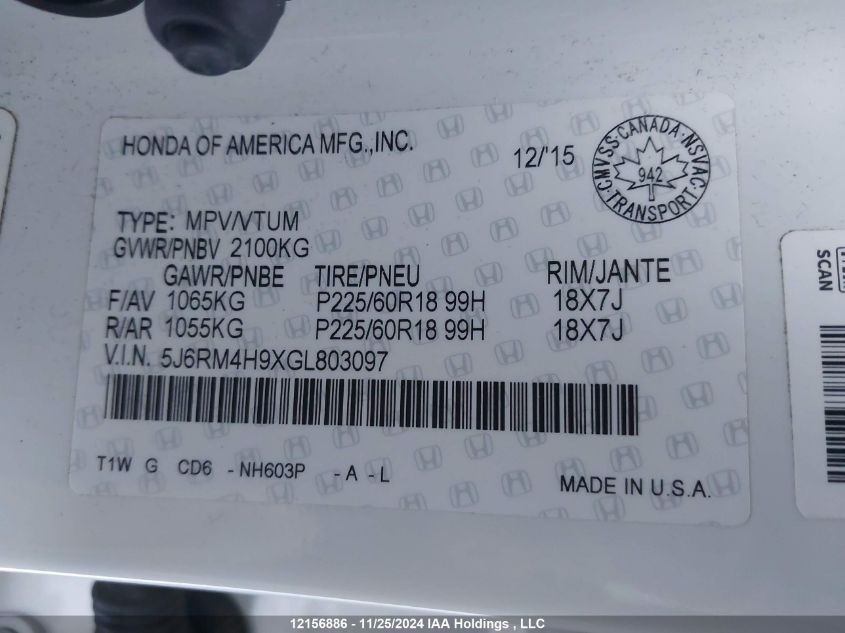 HONDA OF AMERICA MFG.,INC.
12/'15
CMVSS·CANADA·NSVAC·TRANSPORT·
942
TYPE: MPV/VTUM
GVWR/PNBV 2100KG
GAWR/PNBE TIRE/PNEU RIM/JANTE
F/AV 1065KG P225/60R18 99H 18X7J
R/AR 1055KG P225/60R18 99H 18X7J
V.I.N. 5J6RM4H9XGL803097
T1W G CD6 -NH603P -A -L
MADE IN U.S.A.
SCAN
12156886 - 11/25/2024 IAA Holdings , LLC